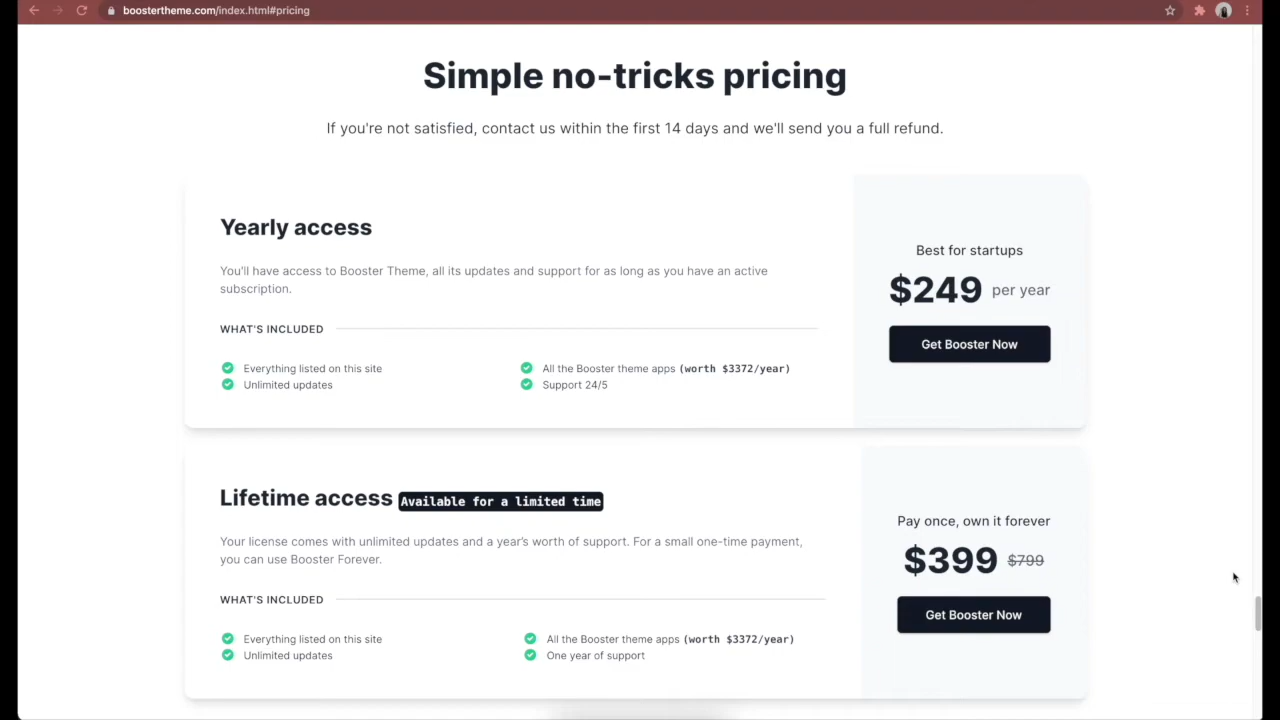 boostertheme.com/index.html#pricing
Simple no-tricks pricing
If you're not satisfied, contact us within the first 14 days and we'll send you a full refund.
Yearly access
You'll have access to Booster Theme, all its updates and support for as long as you have an active
subscription.
WHAT'S INCLUDED
Everything listed on this site
All the Booster theme apps (worth $3372/year)
Unlimited updates
Support 24/5
Best for startups
$249 per year
Get Booster Now
Lifetime access Available for a limited time
Your license comes with unlimited updates and a year's worth of support. For a small one-time payment,
you can use Booster Forever.
WHAT'S INCLUDED
Everything listed on this site
All the Booster theme apps (worth $3372/year)
Unlimited updates
One year of support
Pay once, own it forever
$399 $799
Get Booster Now